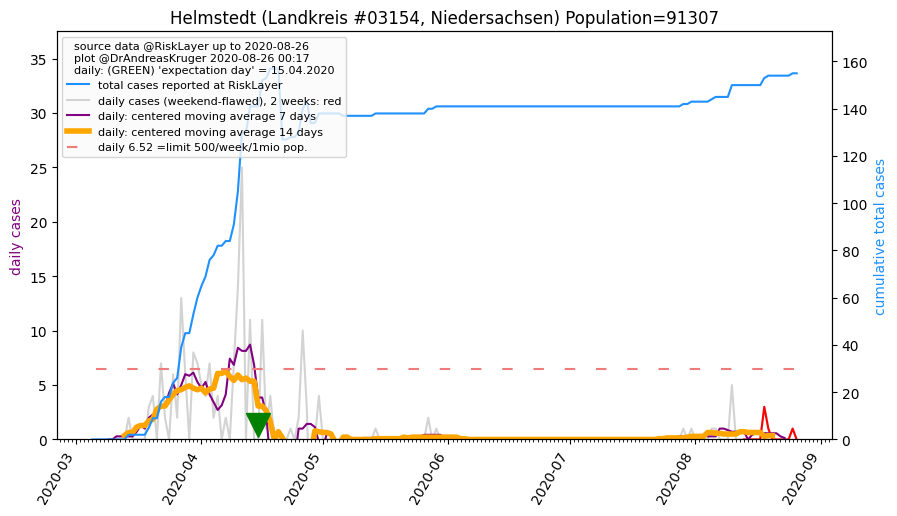 Helmstedt (Landkreis #03154, Niedersachsen) Population=91307
source data @RiskLayer up to 2020-08-26
plot @DrAndreasKruger 2020-08-26 00:17
daily: (GREEN) 'expectation day' = 15.04.2020
total cases reported at RiskLayer
daily cases (weekend-flawed), 2 weeks: red
daily: centered moving average 7 days
daily: centered moving average 14 days
daily 6.52 =limit 500/week/1mio pop.
daily cases
35
30
25
20
15
10
5
0
cumulative total cases
160
140
120
100
80
60
40
20
0
2020-03
2020-04
2020-05
2020-06
2020-07
2020-08
2020-09